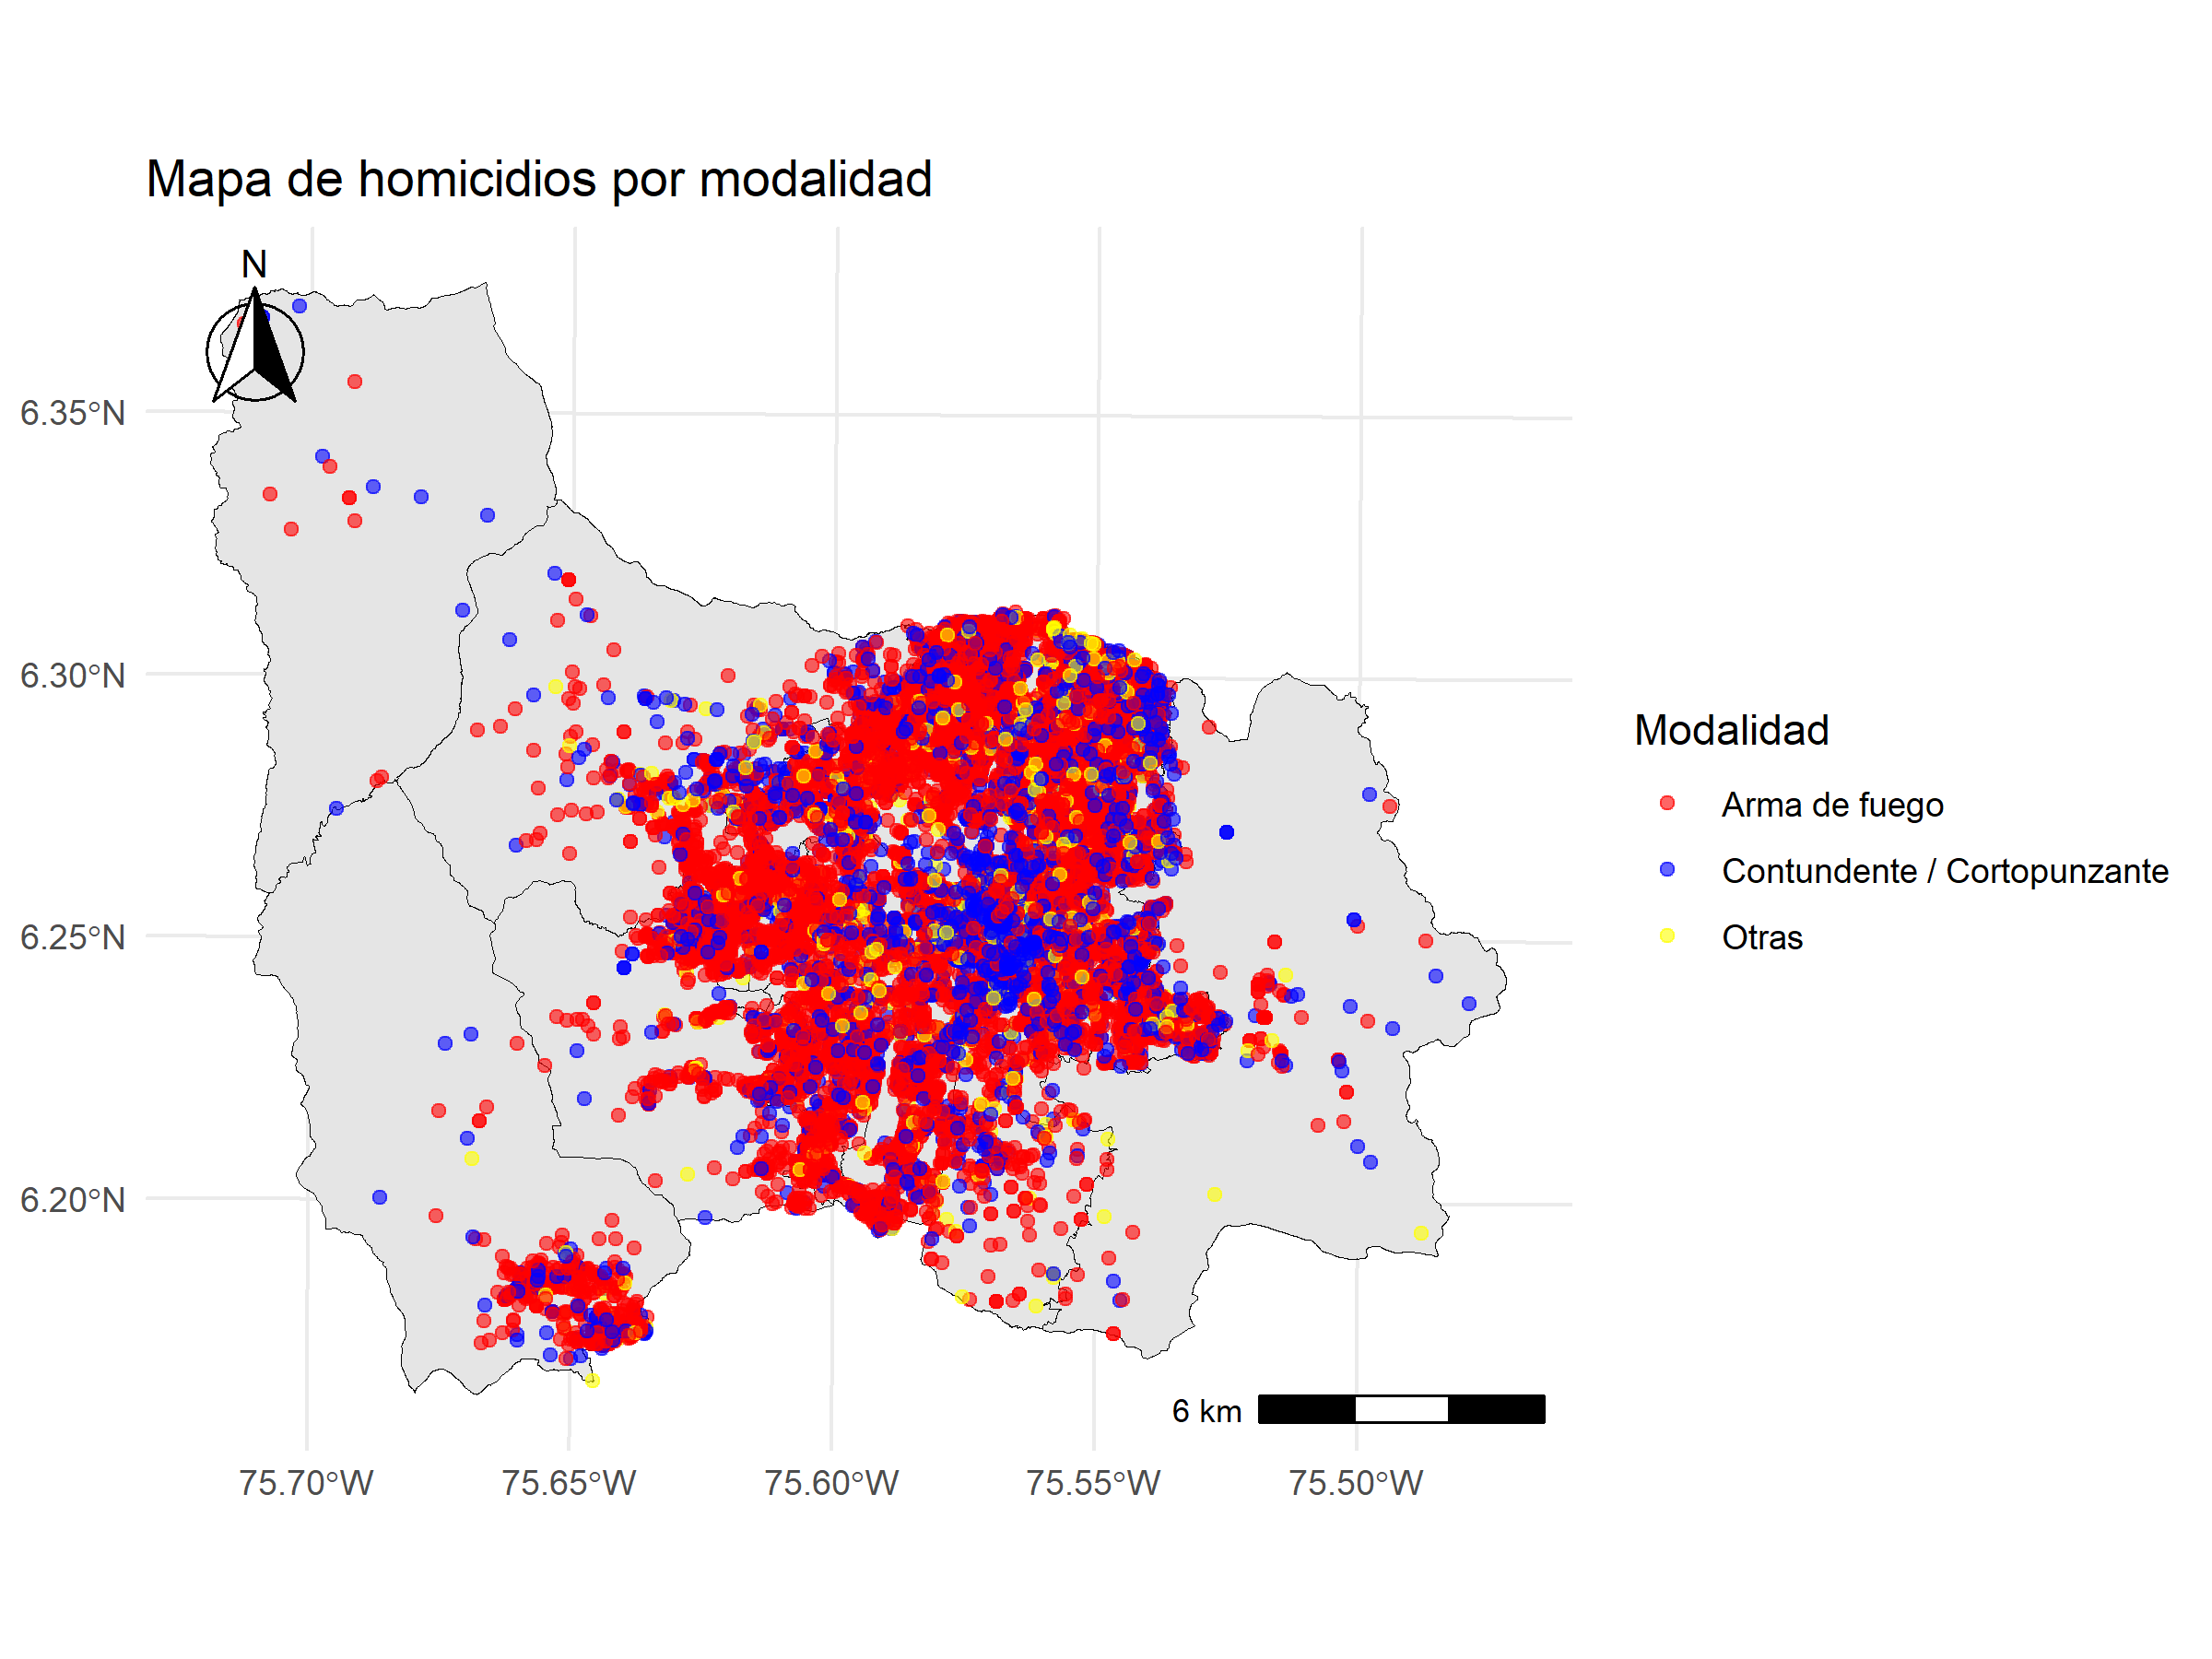 Mapa de homicidios por modalidad
N
6.35°N
6.30°N
6.25°N
6.20°N
75.70°W
75.65°W
75.60°W
75.55°W
75.50°W
6 km
Modalidad
Arma de fuego
Contundente / Cortopunzante
Otras